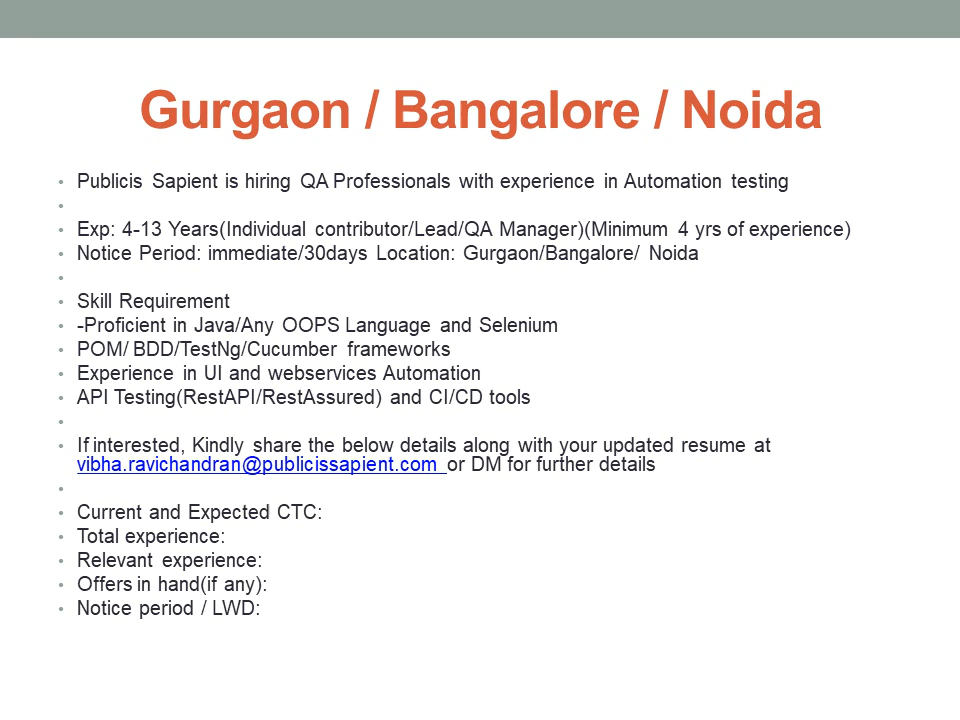 Gurgaon / Bangalore / Noida
Publicis Sapient is hiring QA Professionals with experience in Automation testing
Exp: 4-13 Years(Individual contributor/Lead/QA Manager)(Minimum 4 yrs of experience)
Notice Period: immediate/30days Location: Gurgaon/Bangalore/ Noida
Skill Requirement
-Proficient in Java/Any OOPS Language and Selenium
POM/ BDD/TestNg/Cucumber frameworks
Experience in UI and webservices Automation
API Testing(RestAPI/RestAssured) and CI/CD tools
If interested, Kindly share the below details along with your updated resume at
vibha.ravichandran@publicissapient.com or DM for further details
Current and Expected CTC:
Total experience:
Relevant experience:
Offers in hand(if any):
Notice period / LWD: